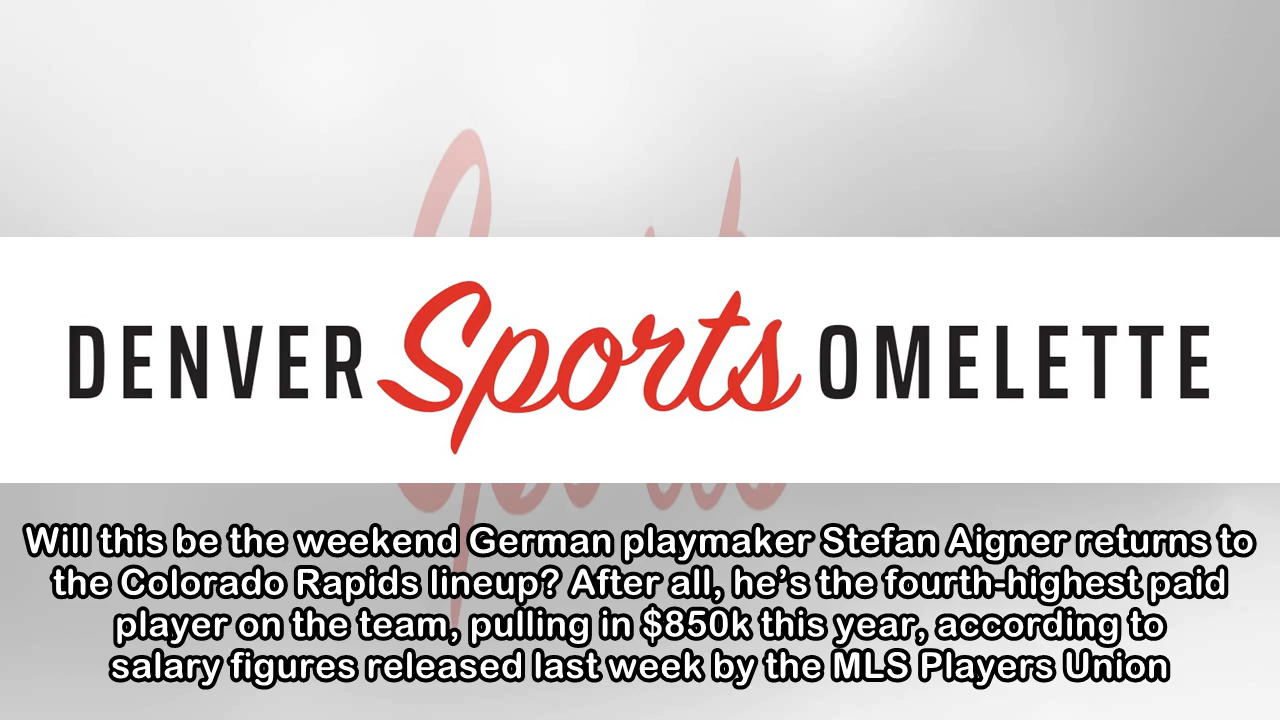 DENVER Sports OMELETTE
Will this be the weekend German playmaker Stefan Aigner returns to
the Colorado Rapids lineup? After all, he’s the fourth-highest paid
player on the team, pulling in $850k this year, according to
salary figures released last week by the MLS Players Union